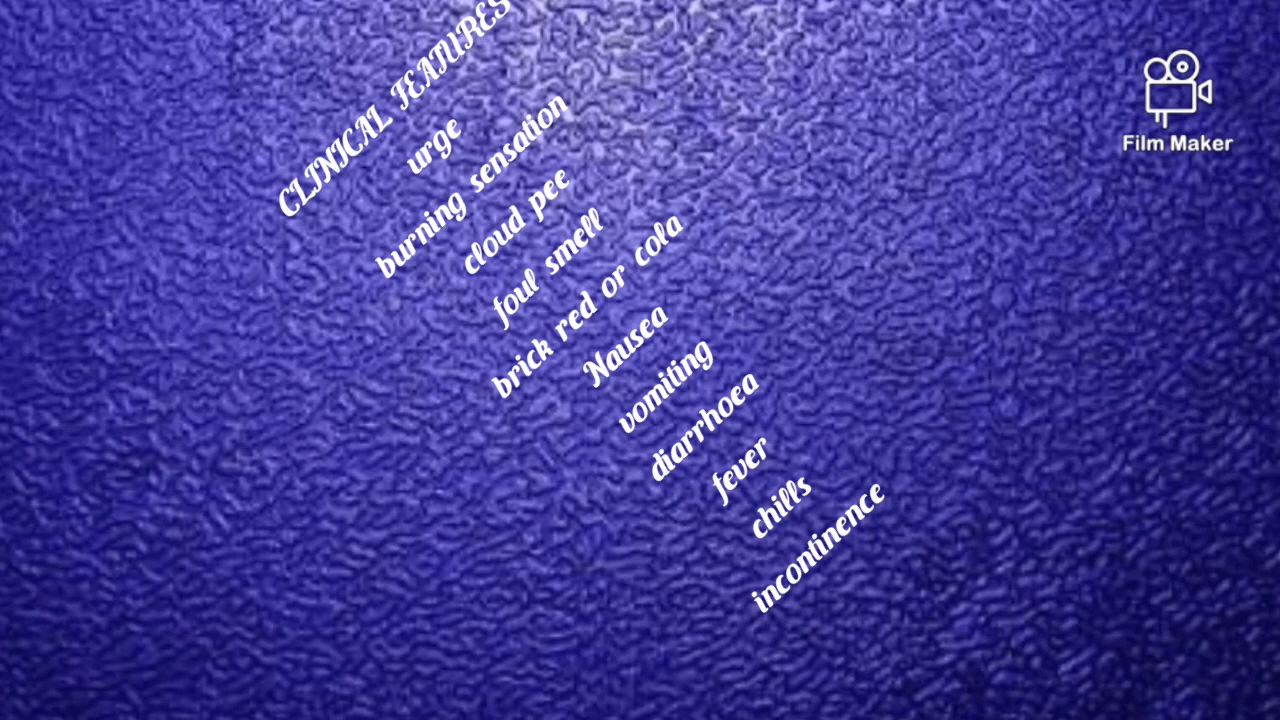 CLINICAL FEATURES
urge
burning sensation
cloud pee
foul smell
brick red or cola
Nausea
vomiting
diarrhoea
fever
chills
incontinence
Film Maker